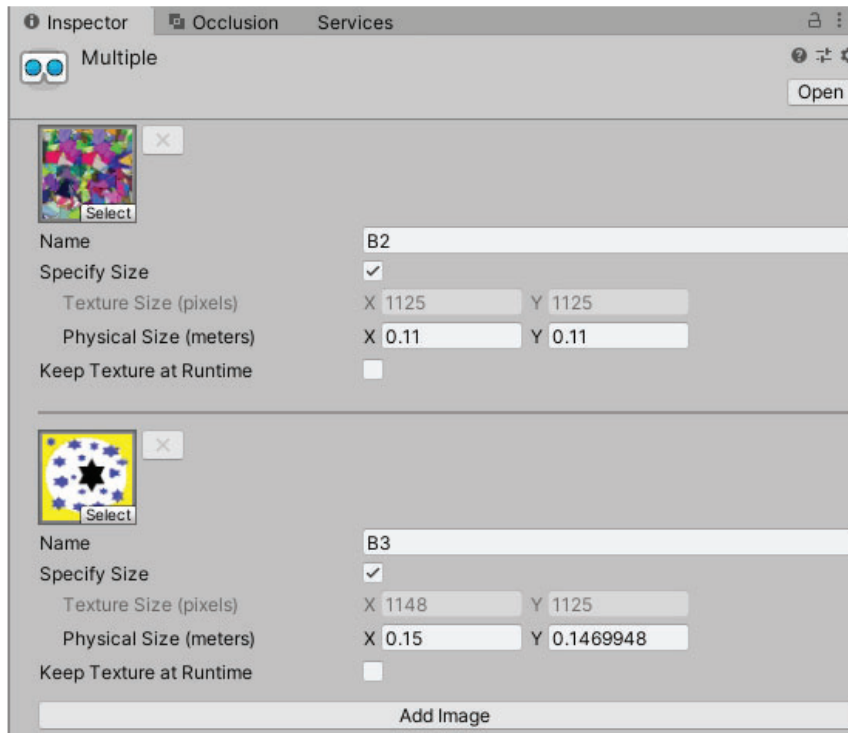 Inspector Occlusion Services
Multiple
Open
Select
Name B2
Specify Size
Texture Size (pixels) X 1125 Y 1125
Physical Size (meters) X 0.11 Y 0.11
Keep Texture at Runtime
Select
Name B3
Specify Size
Texture Size (pixels) X 1148 Y 1125
Physical Size (meters) X 0.15 Y 0.1469948
Keep Texture at Runtime
Add Image